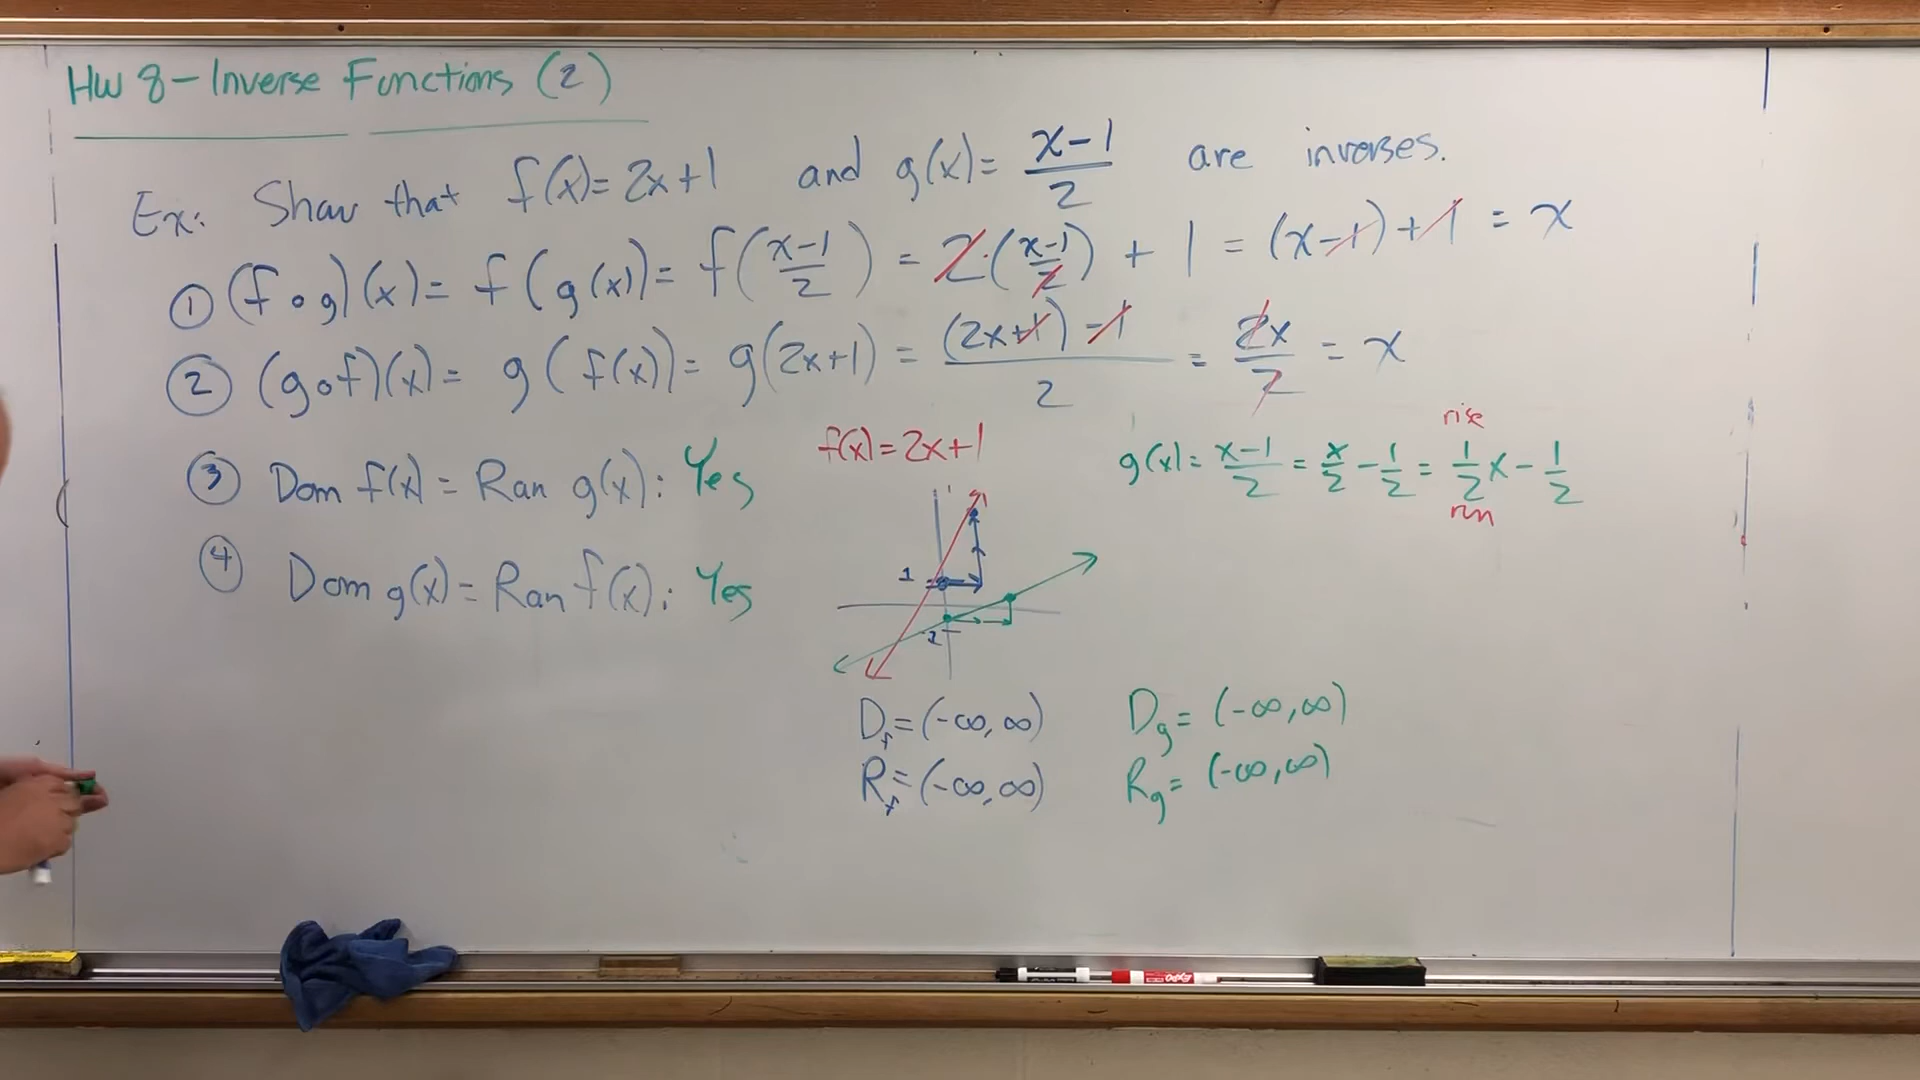 HW 8 - Inverse Functions (2)
Ex: Show that f(x)=2x+1 and g(x)= x-1/2 are inverses.
① (f∘g)(x)= f(g(x))= f(x-1/2) = 2·(x-1/2) + 1 = (x-1)+1 = x
② (g∘f)(x)= g(f(x))= g(2x+1) = (2x+1)-1/2 = 2x/2 = x
③ Dom f(x) = Ran g(x): Yes
④ Dom g(x) = Ran f(x): Yes
f(x)=2x+1
rise
g(x)= x-1/2 = x/2 - 1/2 = 1/2 x - 1/2
run
1
D_f=(-∞,∞)
R_f=(-∞,∞)
D_g=(-∞,∞)
R_g=(-∞,∞)
EXPO